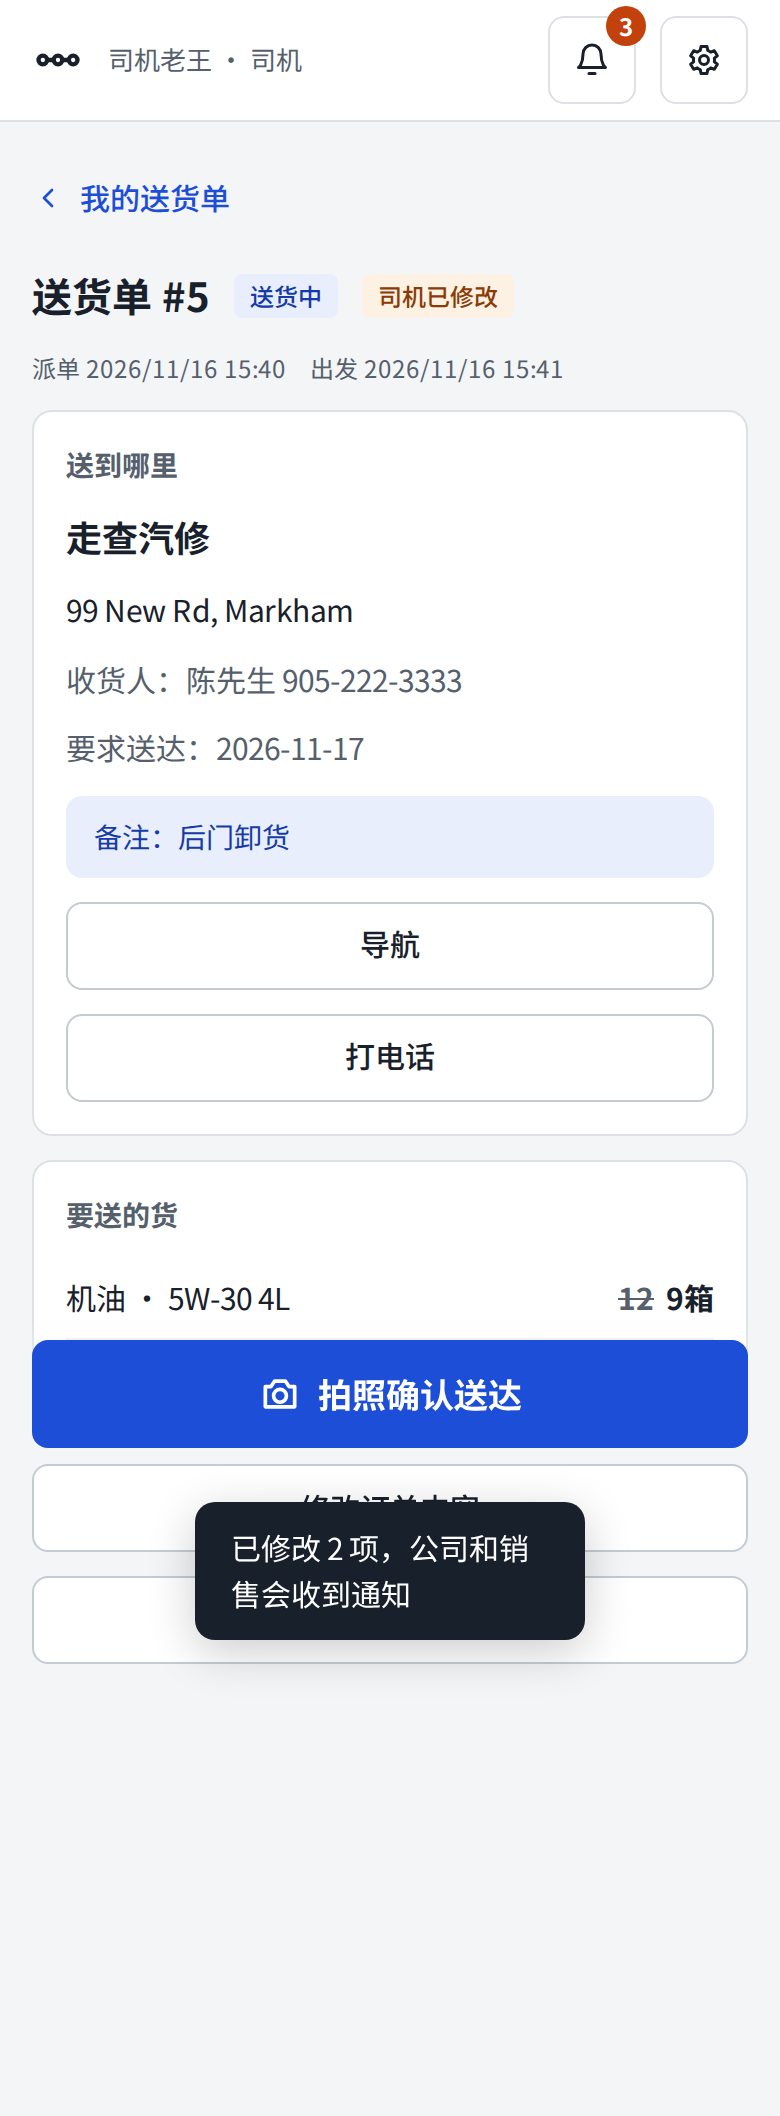 司机老王 · 司机
3
我的送货单
送货单 #5 送货中 司机已修改
派单 2026/11/16 15:40 出发 2026/11/16 15:41
送到哪里
走查汽修
99 New Rd, Markham
收货人：陈先生 905-222-3333
要求送达：2026-11-17
备注：后门卸货
导航
打电话
要送的货
机油 · 5W-30 4L 12 9箱
拍照确认送达
已修改 2 项，公司和销
售会收到通知